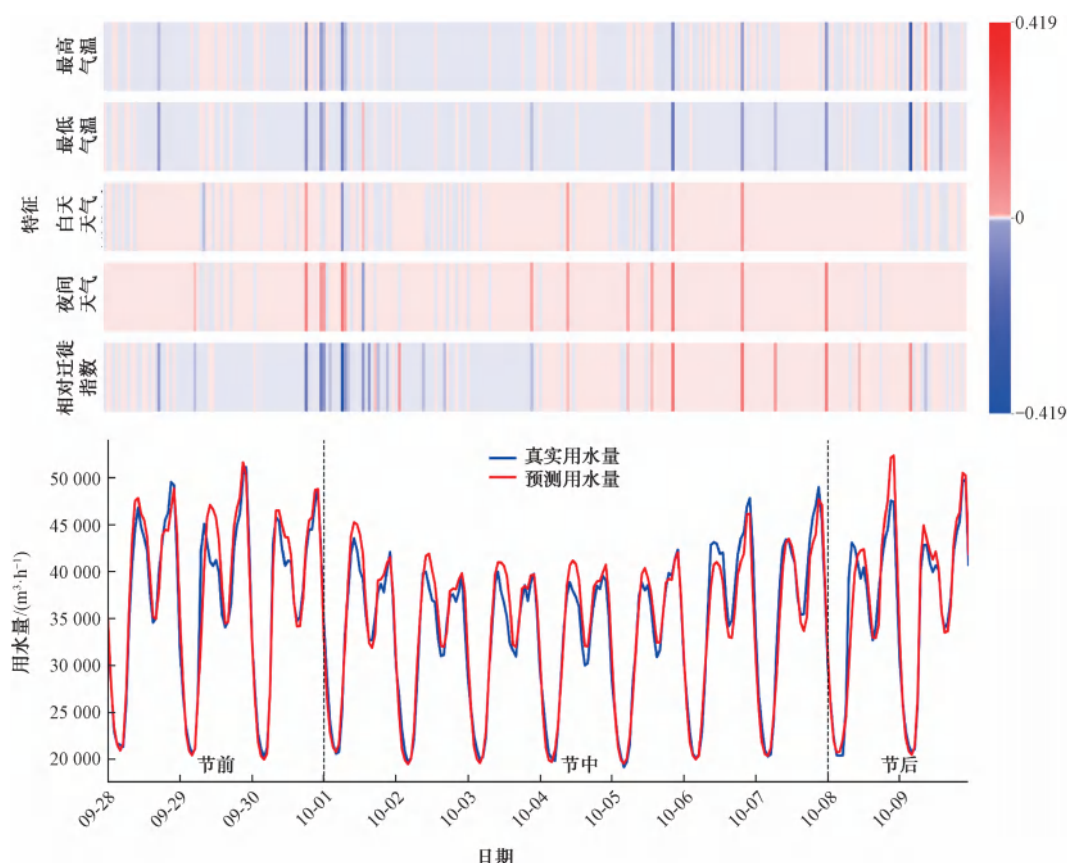 最高
气温
最低
气温
特征
白天
天气
夜间
天气
相对迁徙
指数
0.419
0
−0.419
真实用水量
预测用水量
用水量/(m³·h⁻¹)
50 000
45 000
40 000
35 000
30 000
25 000
20 000
节前
节中
节后
09-28
09-29
09-30
10-01
10-02
10-03
10-04
10-05
10-06
10-07
10-08
10-09
日期